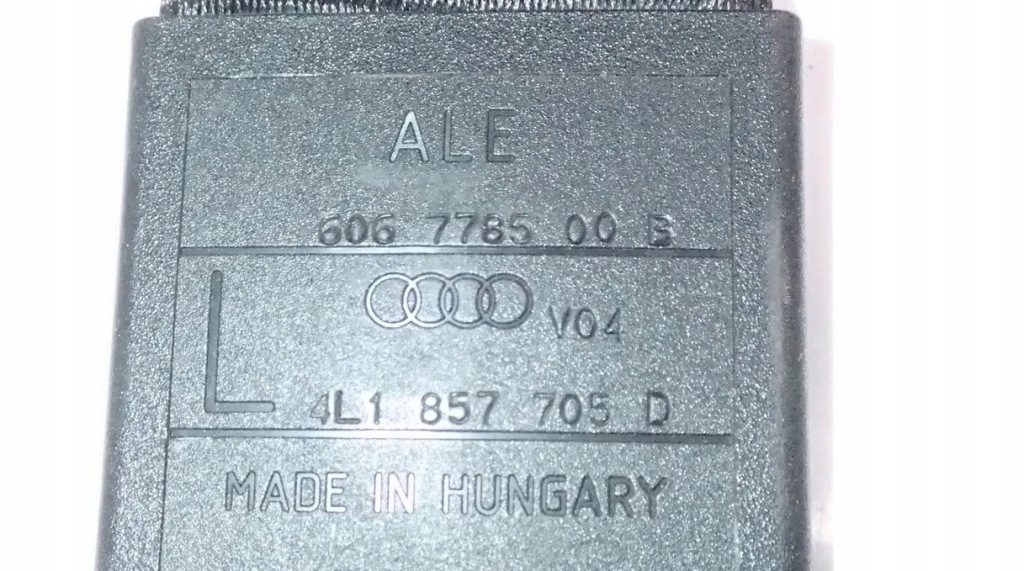 ALE
606 7785 00 B
L
V04
4L1 857 705 D
MADE IN HUNGARY